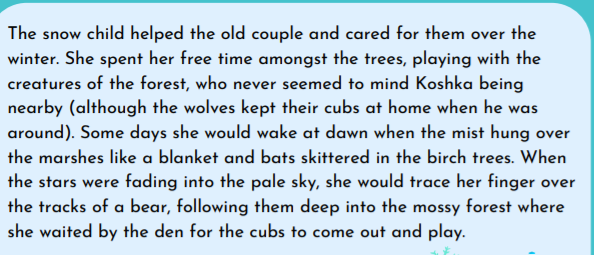 The snow child helped the old couple and cared for them over the
winter. She spent her free time amongst the trees, playing with the
creatures of the forest, who never seemed to mind Koshka being
nearby (although the wolves kept their cubs at home when he was
around). Some days she would wake at dawn when the mist hung over
the marshes like a blanket and bats skittered in the birch trees. When
the stars were fading into the pale sky, she would trace her finger over
the tracks of a bear, following them deep into the mossy forest where
she waited by the den for the cubs to come out and play.